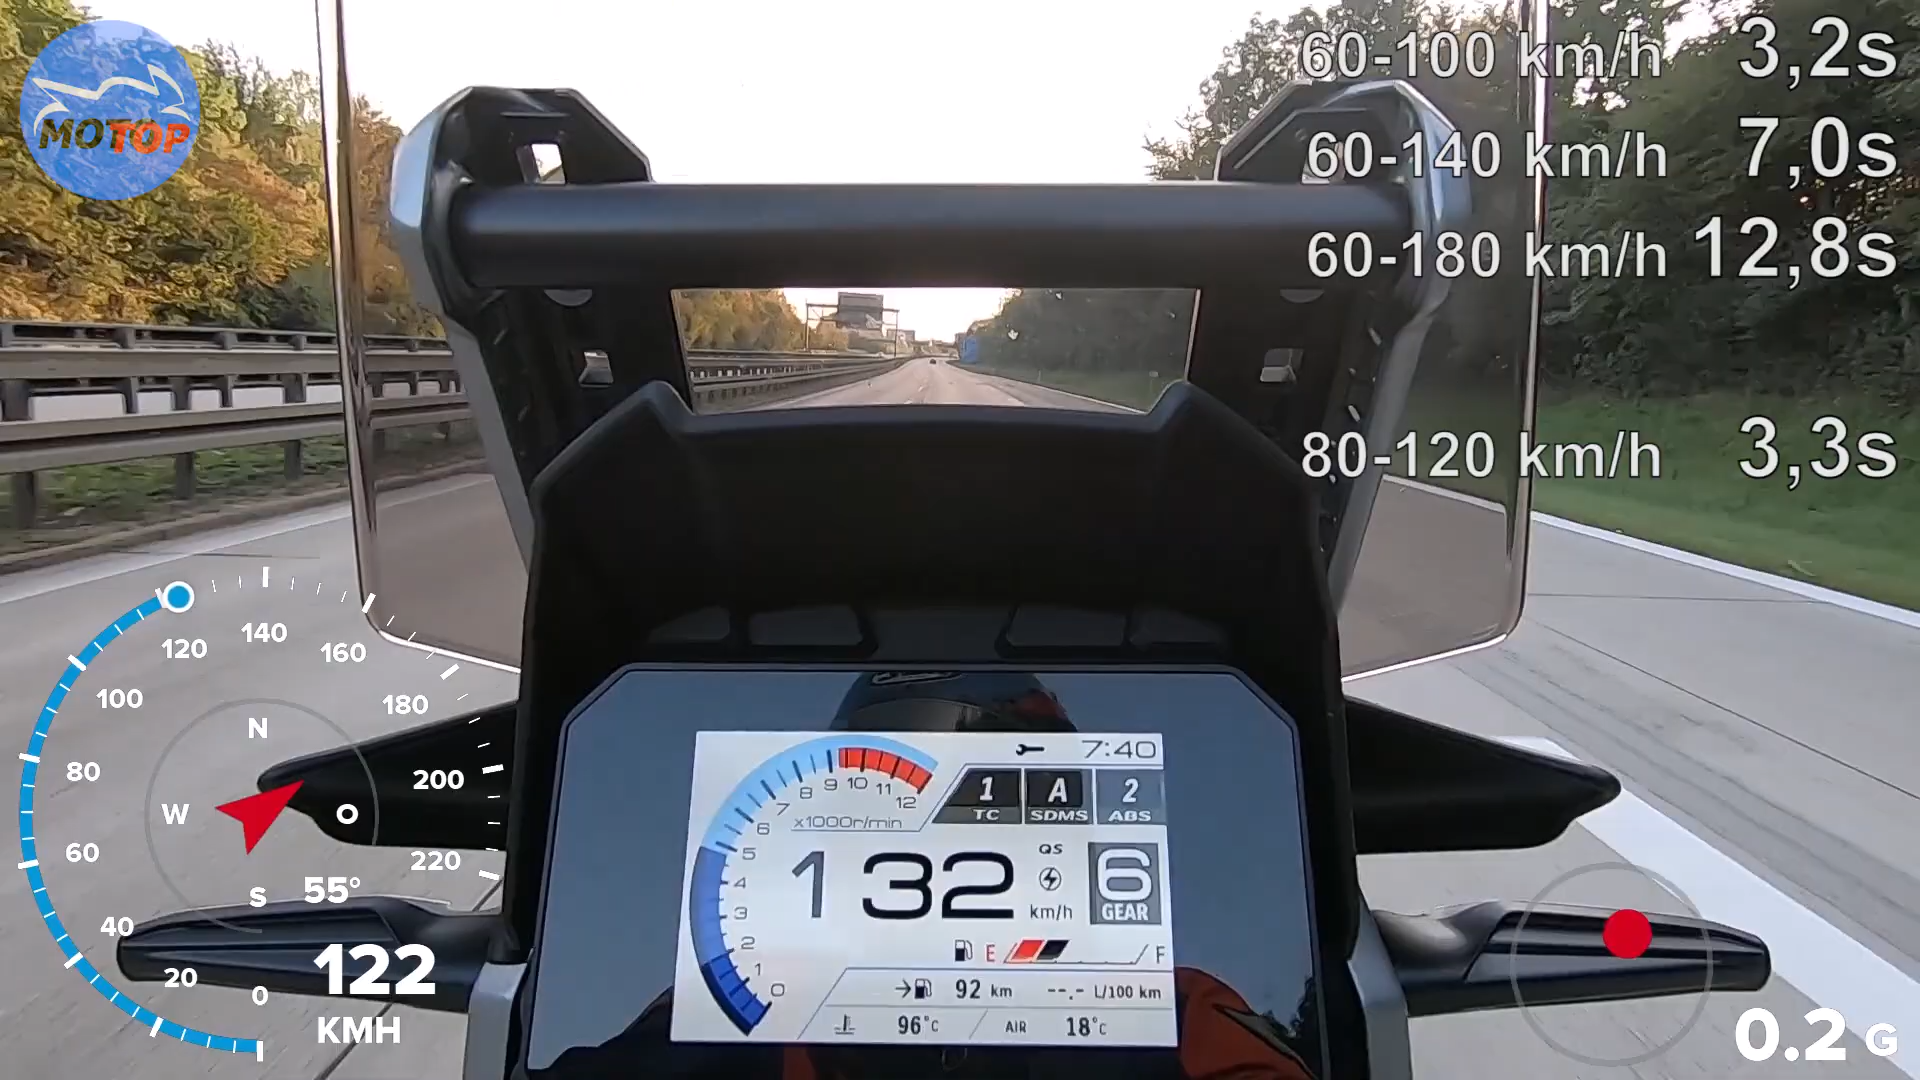 MOTOP
60-100 km/h 3,2s
60-140 km/h 7,0s
60-180 km/h 12,8s
80-120 km/h 3,3s
0
20
40
60
80
100
120
140
160
180
200
220
N
W
O
S
55°
122
KMH
7:40
0
1
2
3
4
5
6
7
8
9
10
11
12
x1000r/min
1 A 2
TC SDMS ABS
132
km/h
QS
6
GEAR
E F
92 km --.- L/100 km
96°C AIR 18°C
0.2 G